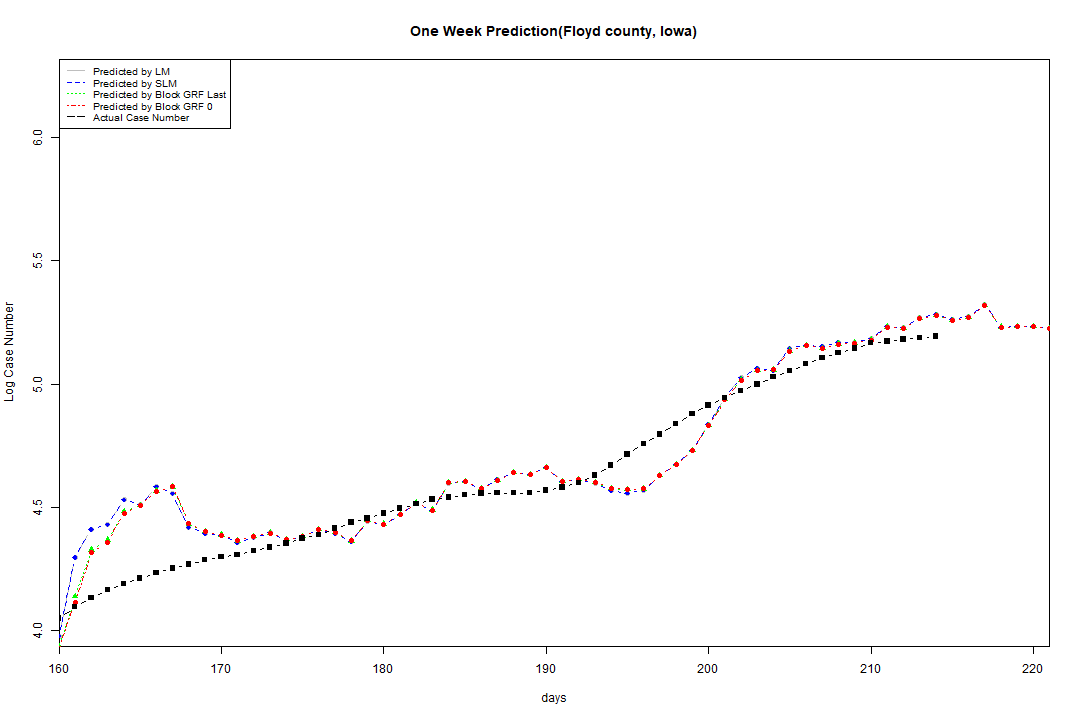 One Week Prediction(Floyd county, Iowa)
Predicted by LM
Predicted by SLM
Predicted by Block GRF Last
Predicted by Block GRF 0
Actual Case Number
6.0
5.5
5.0
4.5
4.0
Log Case Number
160 170 180 190 200 210 220
days